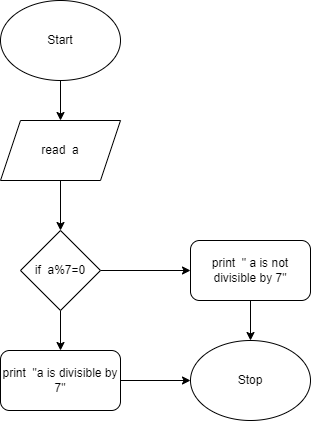 Start
read a
if a%7=0
print " a is not
divisible by 7"
print "a is divisible by
7"
Stop